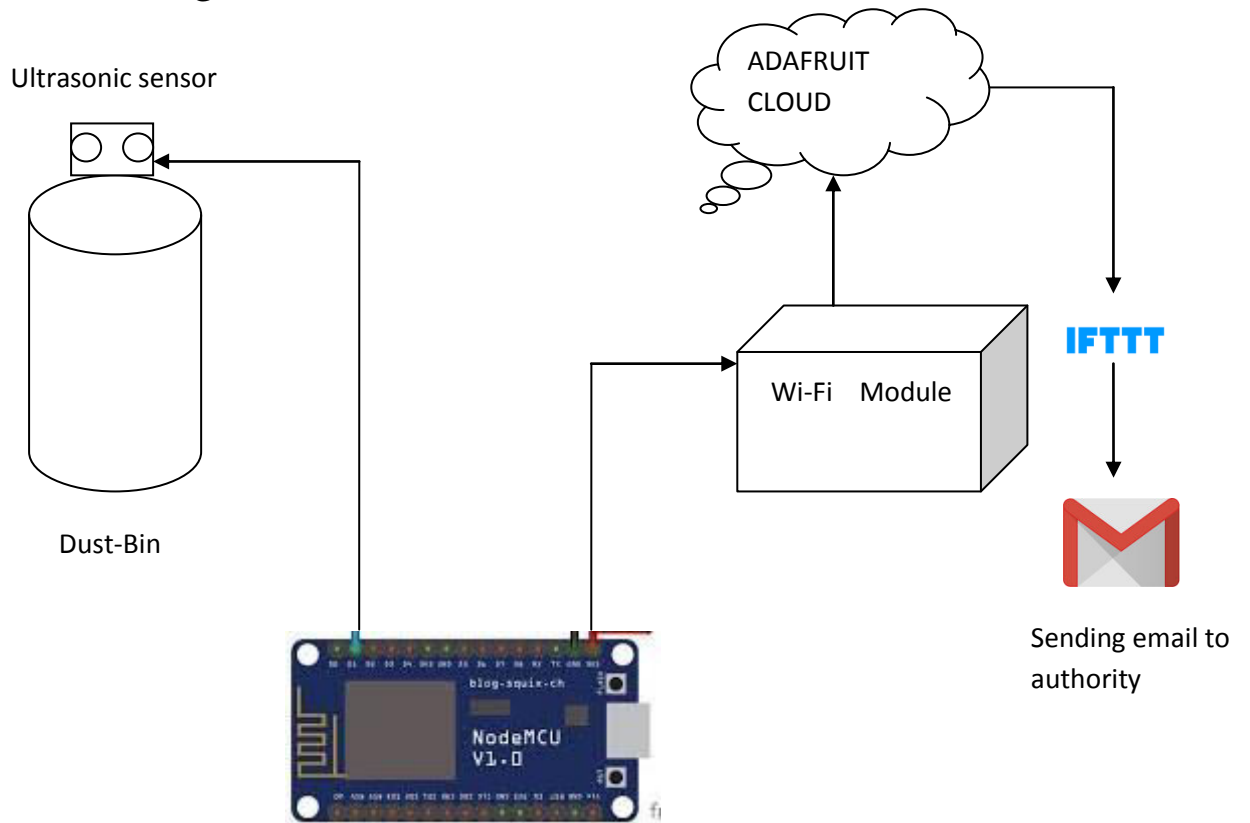 Ultrasonic sensor
ADAFRUIT
CLOUD
IFTTT
Wi-Fi Module
Dust-Bin
Sending email to
authority
blog-squix-ch
NodeMCU
V1.0